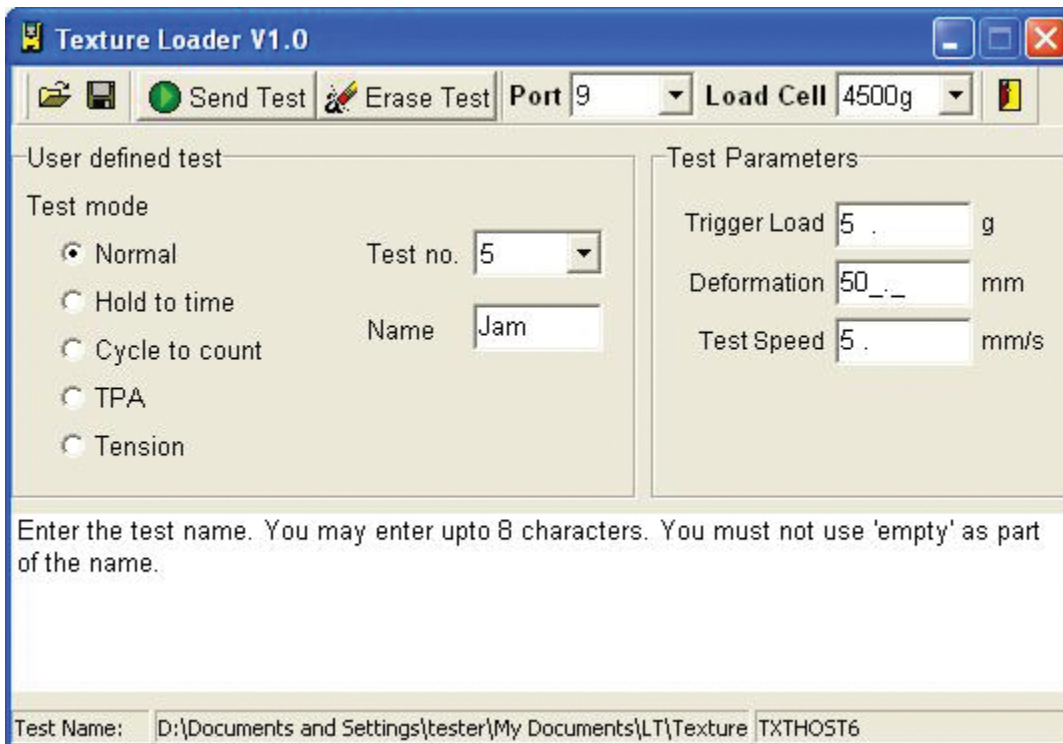 Texture Loader V1.0
Send Test Erase Test Port 9 Load Cell 4500g
User defined test
Test mode
Normal
Hold to time
Cycle to count
TPA
Tension
Test no. 5
Name Jam
Test Parameters
Trigger Load 5 . g
Deformation 50_._ mm
Test Speed 5 . mm/s
Enter the test name. You may enter upto 8 characters. You must not use 'empty' as part
of the name.
Test Name: D:\Documents and Settings\tester\My Documents\LT\Texture TXTHOST6